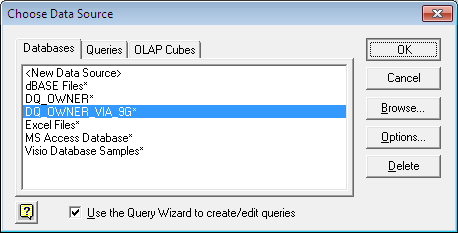 Choose Data Source
Databases Queries OLAP Cubes
<New Data Source>
dBASE Files*
DQ_OWNER*
DQ_OWNER_VIA_9G*
Excel Files*
MS Access Database*
Visio Database Samples*
OK
Cancel
Browse...
Options...
Delete
? Use the Query Wizard to create/edit queries